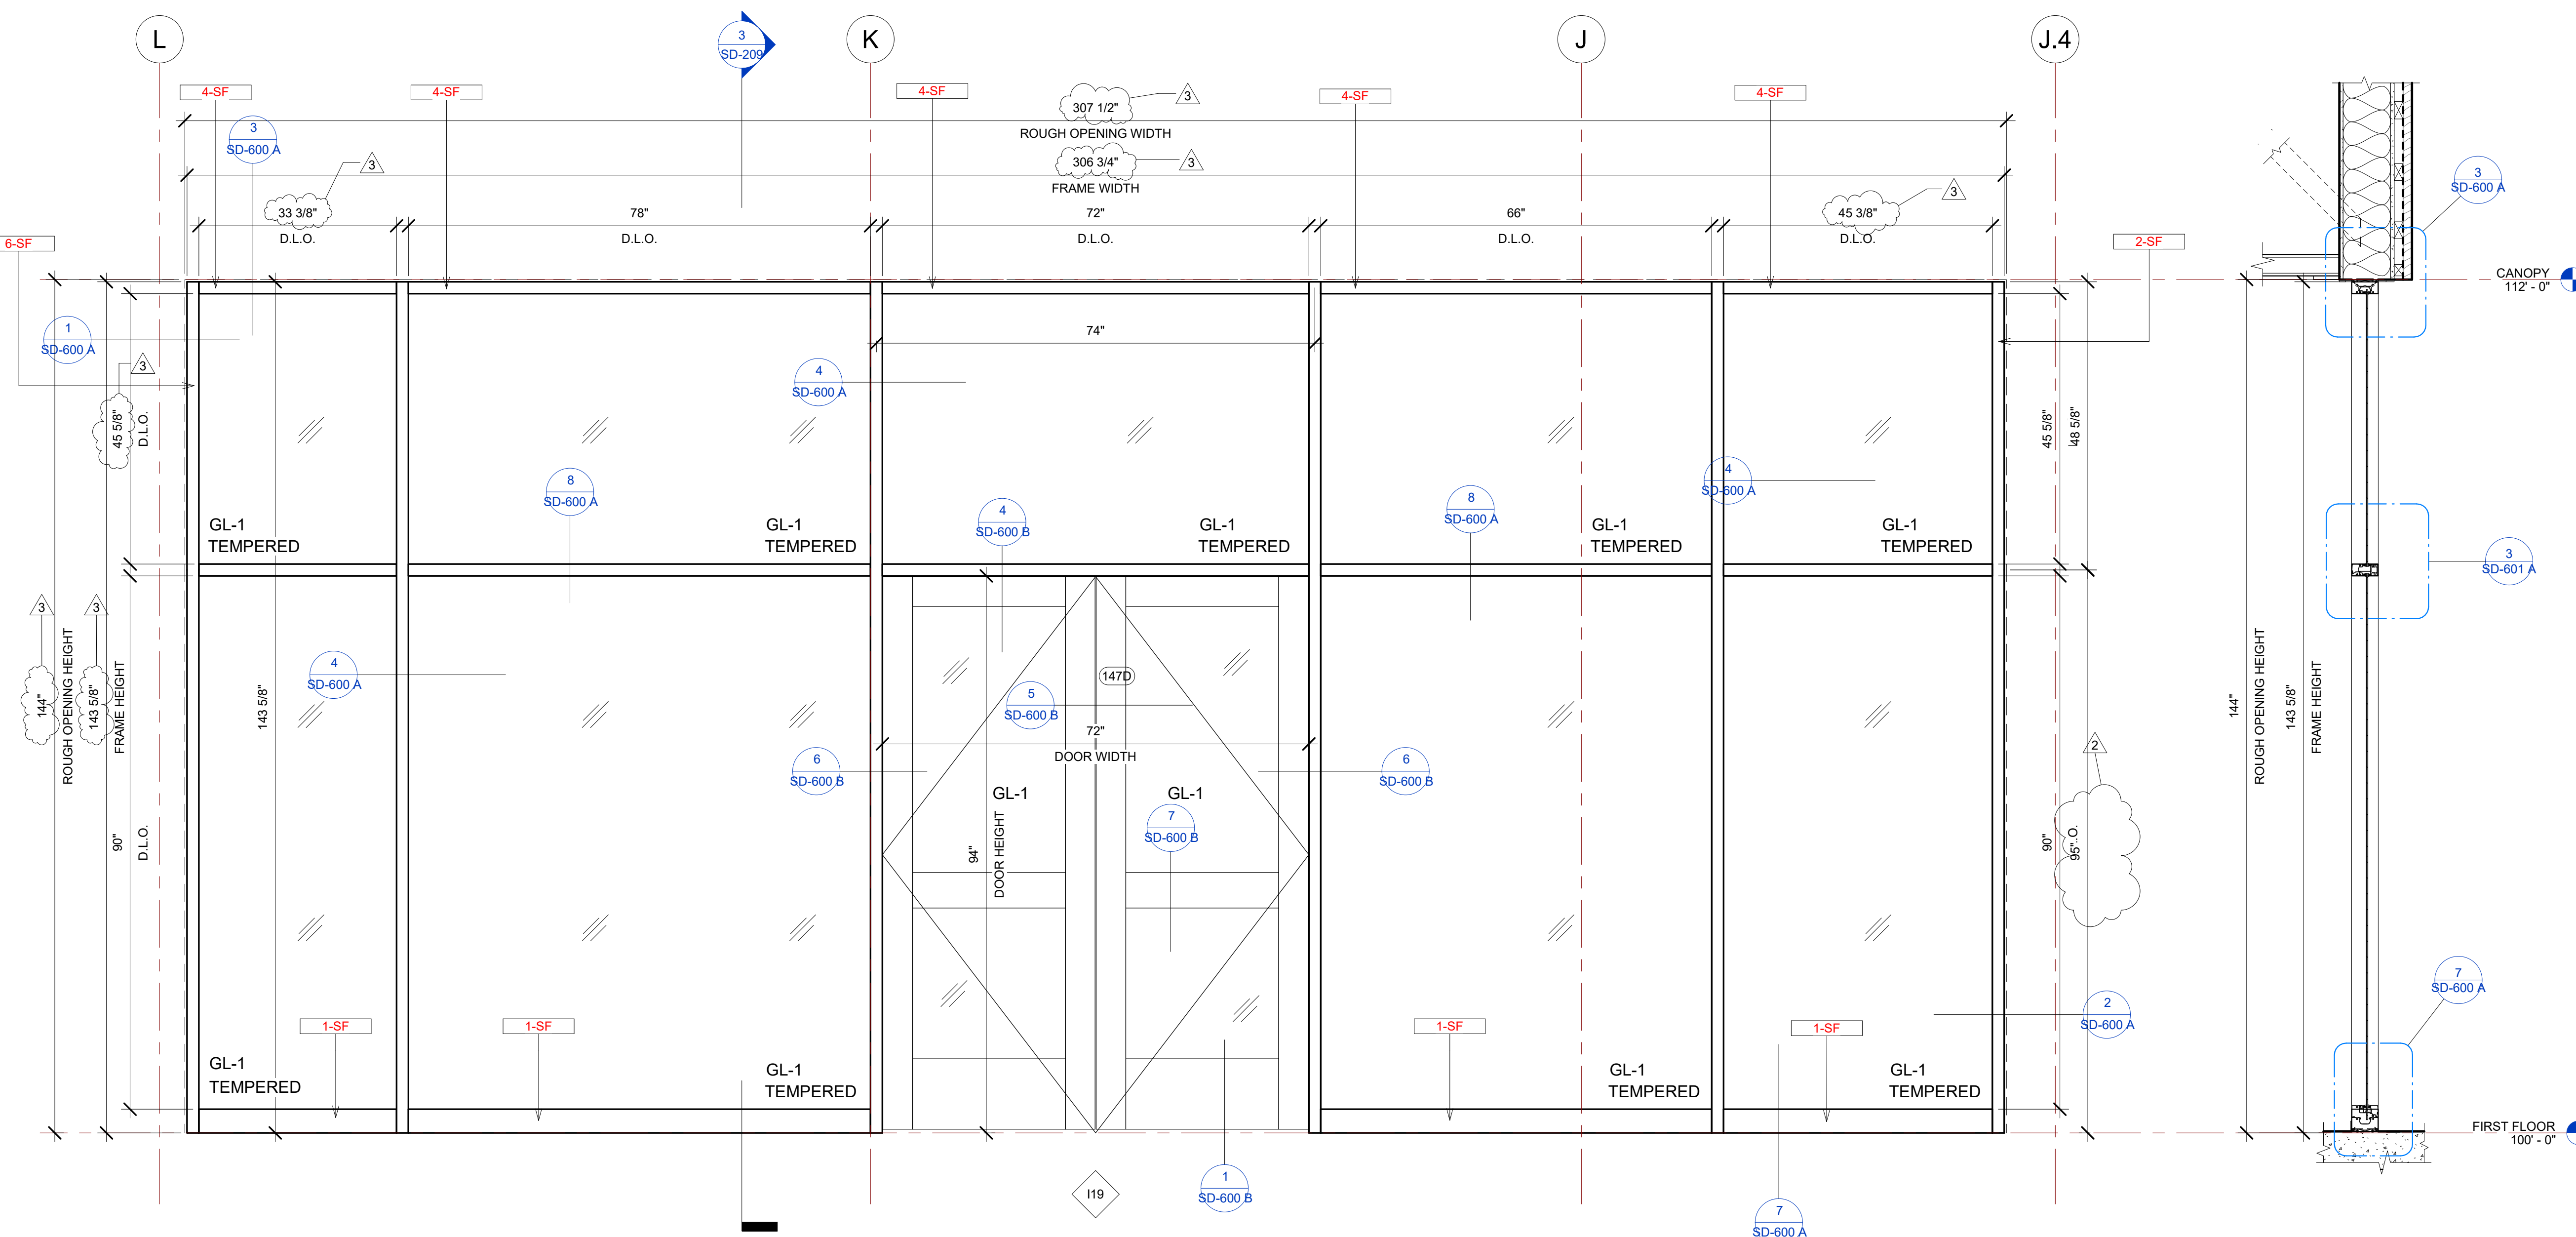 L
3
SD-209
K
J
J.4
4-SF
4-SF
4-SF
4-SF
4-SF
307 1/2"
3
ROUGH OPENING WIDTH
3
SD-600 A
306 3/4"
3
FRAME WIDTH
3
3
3
SD-600 A
33 3/8"
D.L.O.
78"
D.L.O.
72"
D.L.O.
66"
D.L.O.
45 3/8"
D.L.O.
6-SF
2-SF
CANOPY
112' - 0"
1
SD-600 A
74"
3
4
SD-600 A
45 5/8"
D.L.O.
45 5/8"
48 5/8"
8
SD-600 A
4
SD-600 A
8
SD-600 A
4
SD-600 B
GL-1
TEMPERED
GL-1
TEMPERED
GL-1
TEMPERED
GL-1
TEMPERED
GL-1
TEMPERED
3
SD-601 A
3
3
144"
ROUGH OPENING HEIGHT
143 5/8"
FRAME HEIGHT
4
SD-600 A
143 5/8"
147D
5
SD-600 B
72"
DOOR WIDTH
6
SD-600 B
6
SD-600 B
2
144"
ROUGH OPENING HEIGHT
143 5/8"
FRAME HEIGHT
GL-1
GL-1
7
SD-600 B
90"
D.L.O.
94"
DOOR HEIGHT
90"
95"
7
SD-600 A
2
SD-600 A
1-SF
1-SF
1-SF
1-SF
GL-1
TEMPERED
GL-1
TEMPERED
GL-1
TEMPERED
GL-1
TEMPERED
FIRST FLOOR
100' - 0"
I19
1
SD-600 B
7
SD-600 A